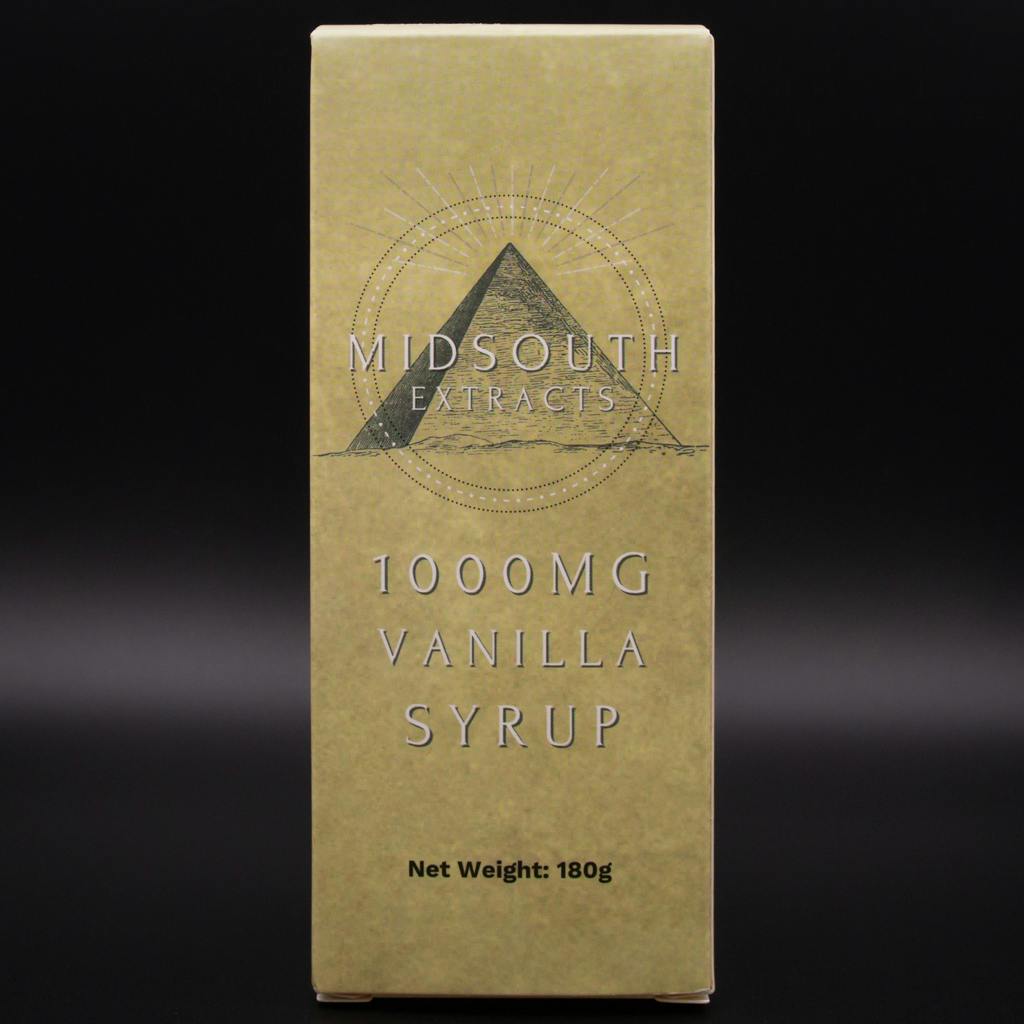 MIDSOUTH
EXTRACTS
1000MG
VANILLA
SYRUP
Net Weight: 180g